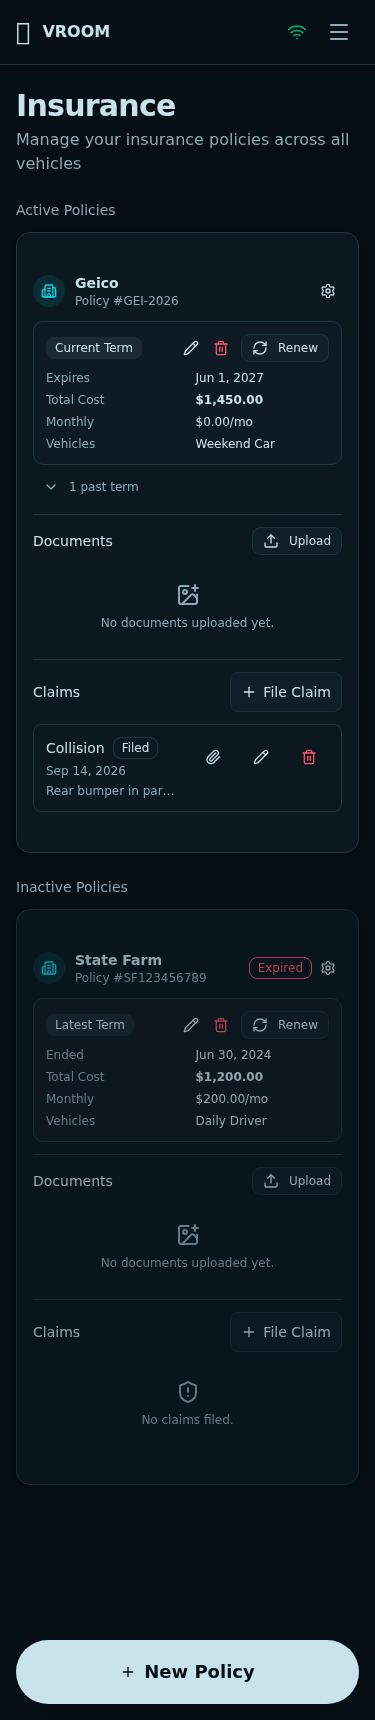 VROOM
Insurance
Manage your insurance policies across all
vehicles
Active Policies
Geico
Policy #GEI-2026
Current Term
Renew
Expires Jun 1, 2027
Total Cost $1,450.00
Monthly $0.00/mo
Vehicles Weekend Car
1 past term
Documents Upload
No documents uploaded yet.
Claims + File Claim
Collision Filed
Sep 14, 2026
Rear bumper in par...
Inactive Policies
State Farm Expired
Policy #SF123456789
Latest Term Renew
Ended Jun 30, 2024
Total Cost $1,200.00
Monthly $200.00/mo
Vehicles Daily Driver
Documents Upload
No documents uploaded yet.
Claims + File Claim
No claims filed.
+ New Policy